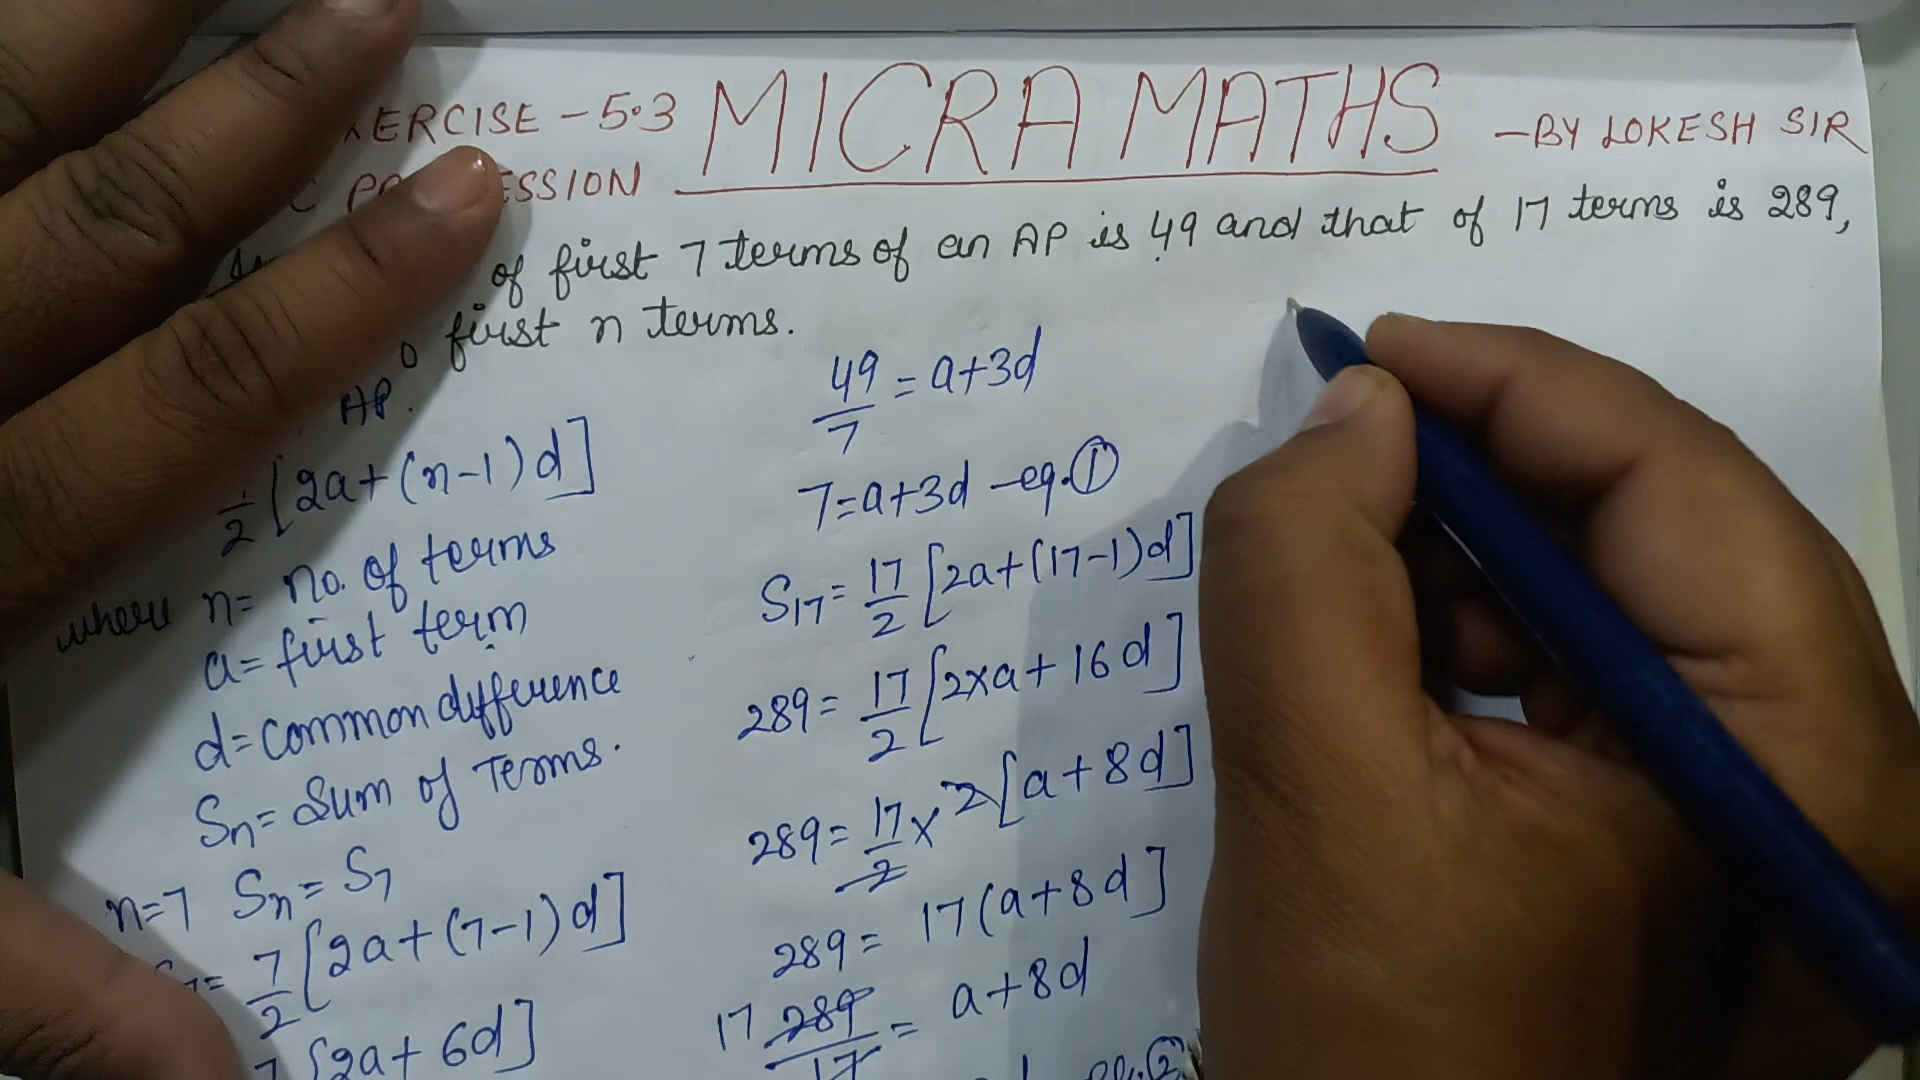 EXERCISE - 5.3 MICRA MATHS - BY LOKESH SIR
of first 7 terms of an AP is 49 and that of 17 terms is 289,
first n terms.
AP.
/2 [2a+(n-1)d]
where n= no. of terms
a= first term
d= common difference
Sn= Sum of Terms.
n=7 Sn= S7
= 7/2 [2a+(7-1)d]
[2a+ 6d]
49/7 = a+3d
7=a+3d -eq.①
S17= 17/2 [2a+(17-1)d]
289= 17/2 [2xa+ 16d]
289= 17/2 x 2[a+8d]
289= 17(a+8d]
17 289/17 = a+8d
eq.②